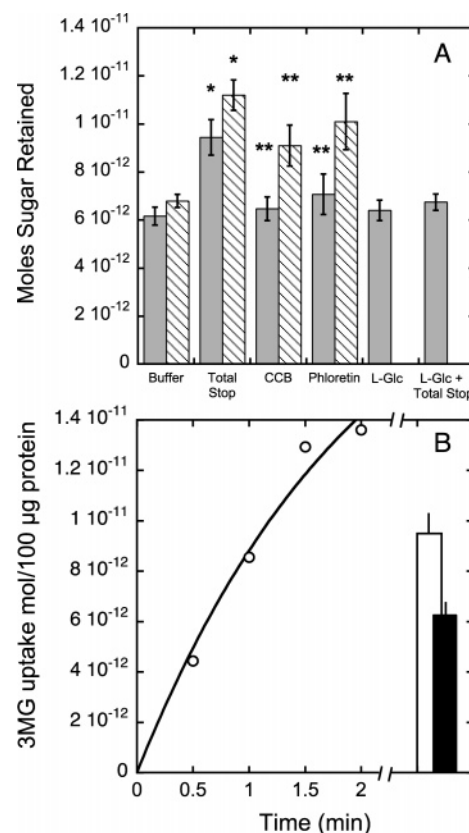 A
Moles Sugar Retained
1.4 10-11
1.2 10-11
1 10-11
8 10-12
6 10-12
4 10-12
2 10-12
0
* * ** ** ** **
Buffer Total Stop CCB Phloretin L-Glc L-Glc + Total Stop
B
3MG uptake mol/100 µg protein
1.4 10-11
1.2 10-11
1 10-11
8 10-12
6 10-12
4 10-12
2 10-12
0
0 0.5 1 1.5 2
Time (min)